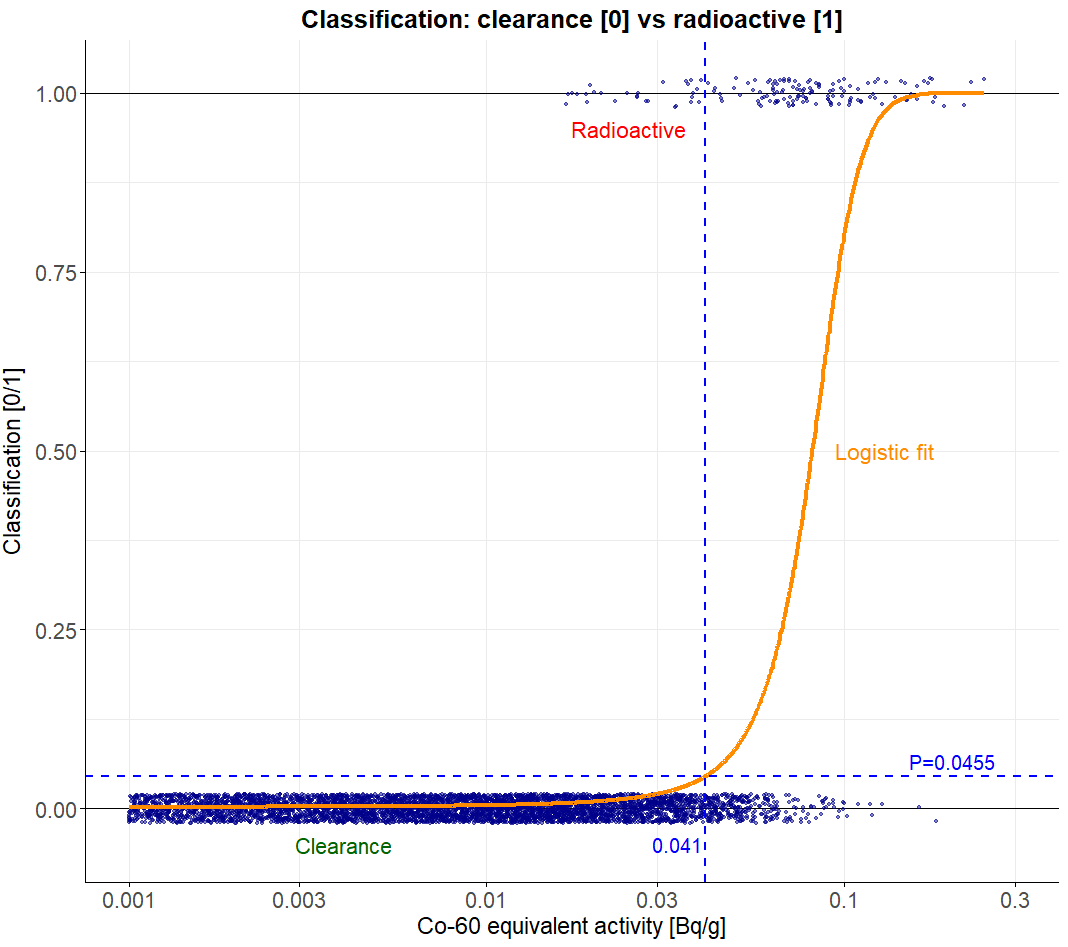 Classification: clearance [0] vs radioactive [1]
Classification [0/1]
1.00
Radioactive
0.75
0.50
Logistic fit
0.25
P=0.0455
0.00
Clearance
0.041
0.001
0.003
0.01
0.03
0.1
0.3
Co-60 equivalent activity [Bq/g]